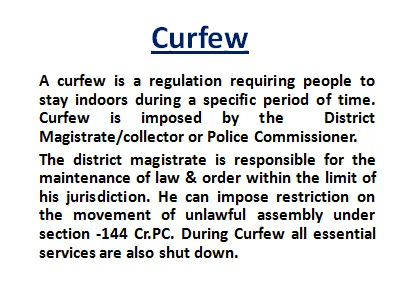 Curfew
A curfew is a regulation requiring people to
stay indoors during a specific period of time.
Curfew is imposed by the District
Magistrate/collector or Police Commissioner.
The district magistrate is responsible for the
maintenance of law & order within the limit of
his jurisdiction. He can impose restriction on
the movement of unlawful assembly under
section -144 Cr.PC. During Curfew all essential
services are also shut down.